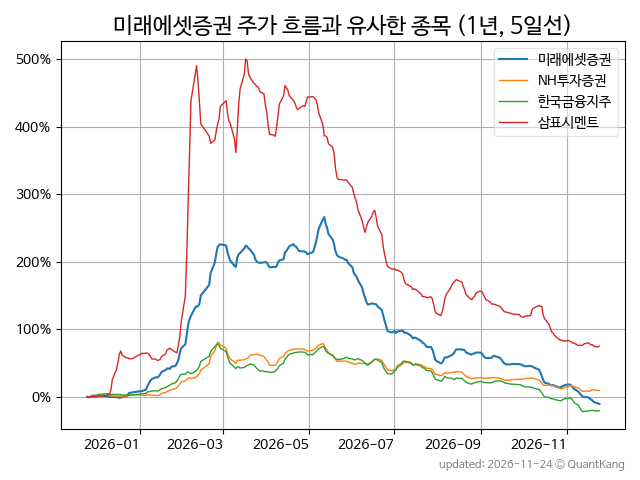 미래에셋증권 주가 흐름과 유사한 종목 (1년, 5일선)
미래에셋증권
NH투자증권
한국금융지주
삼표시멘트
500%
400%
300%
200%
100%
0%
2026-01 2026-03 2026-05 2026-07 2026-09 2026-11
updated: 2026-11-24 © QuantKang